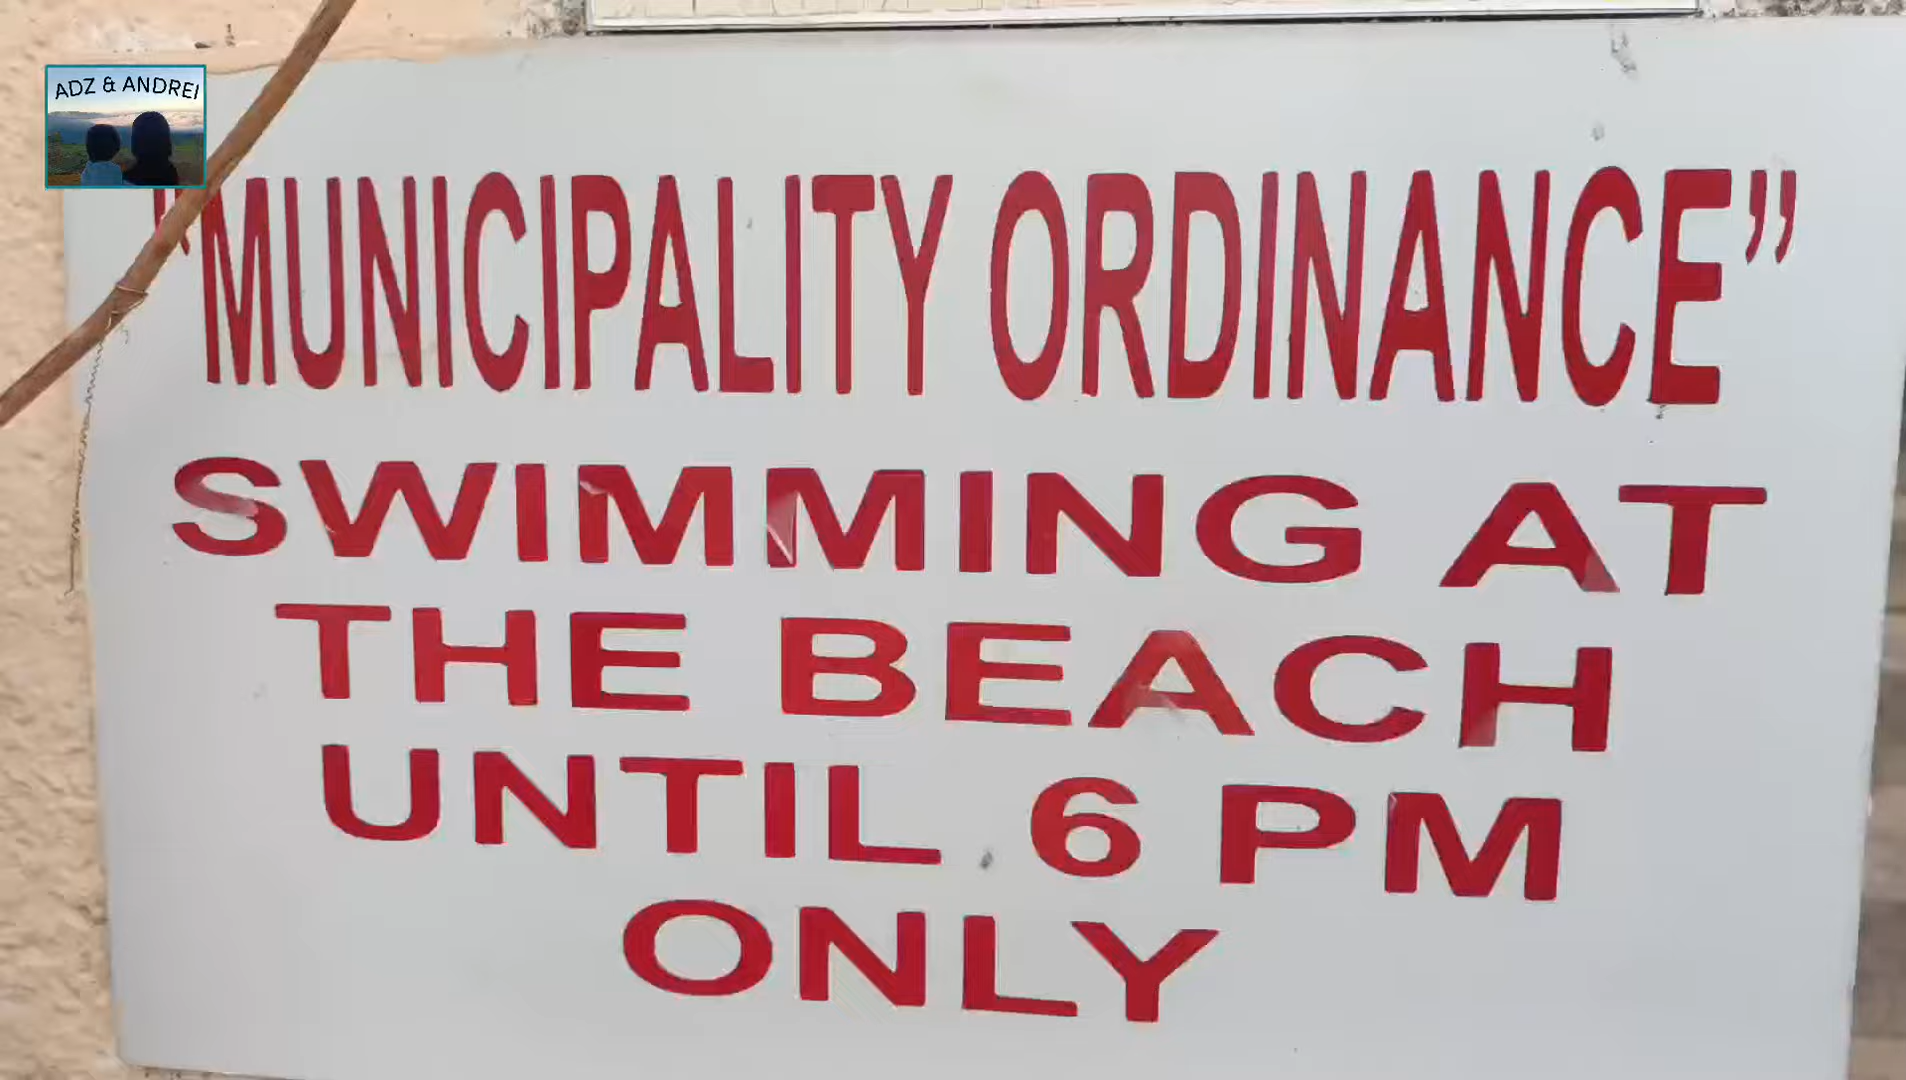 ADZ & ANDREI
"MUNICIPALITY ORDINANCE"
SWIMMING AT
THE BEACH
UNTIL 6 PM
ONLY